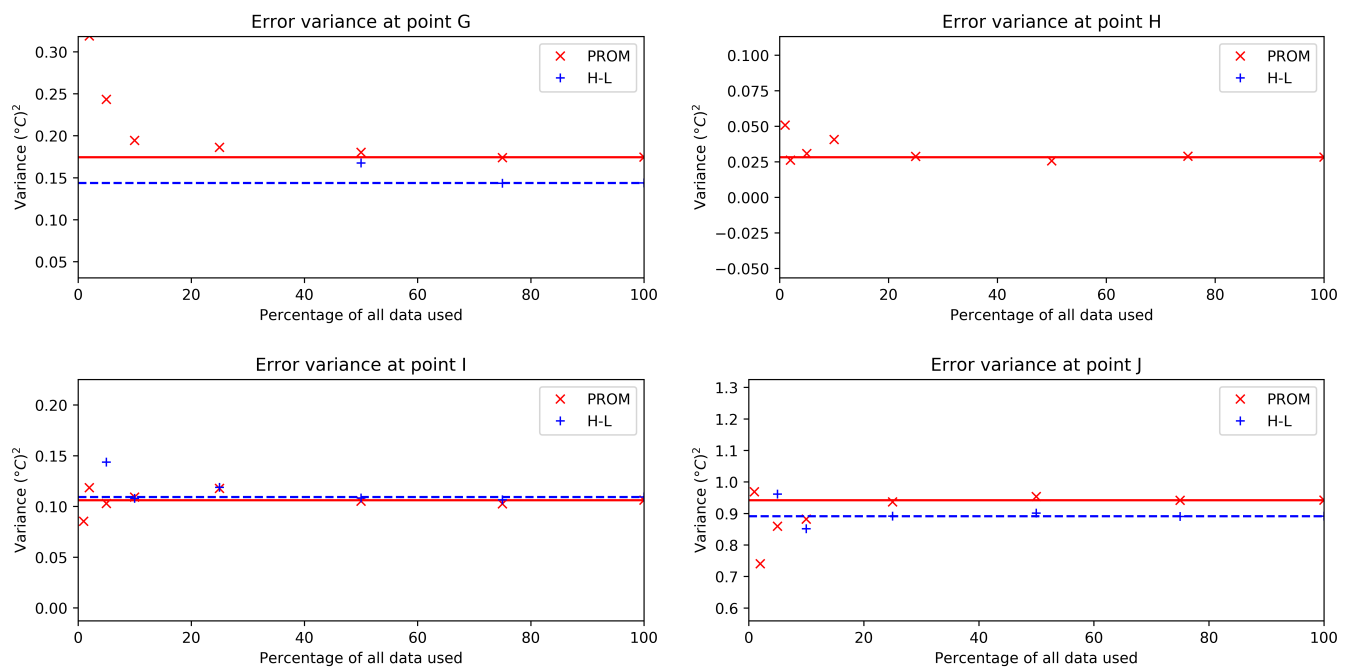 Error variance at point G
0.30
0.25
0.20
0.15
0.10
0.05
Variance (°C)²
0 20 40 60 80 100
Percentage of all data used
PROM
H-L
Error variance at point H
0.100
0.075
0.050
0.025
0.000
−0.025
−0.050
Variance (°C)²
0 20 40 60 80 100
Percentage of all data used
PROM
H-L
Error variance at point I
0.20
0.15
0.10
0.05
0.00
Variance (°C)²
0 20 40 60 80 100
Percentage of all data used
PROM
H-L
Error variance at point J
1.3
1.2
1.1
1.0
0.9
0.8
0.7
0.6
Variance (°C)²
0 20 40 60 80 100
Percentage of all data used
PROM
H-L